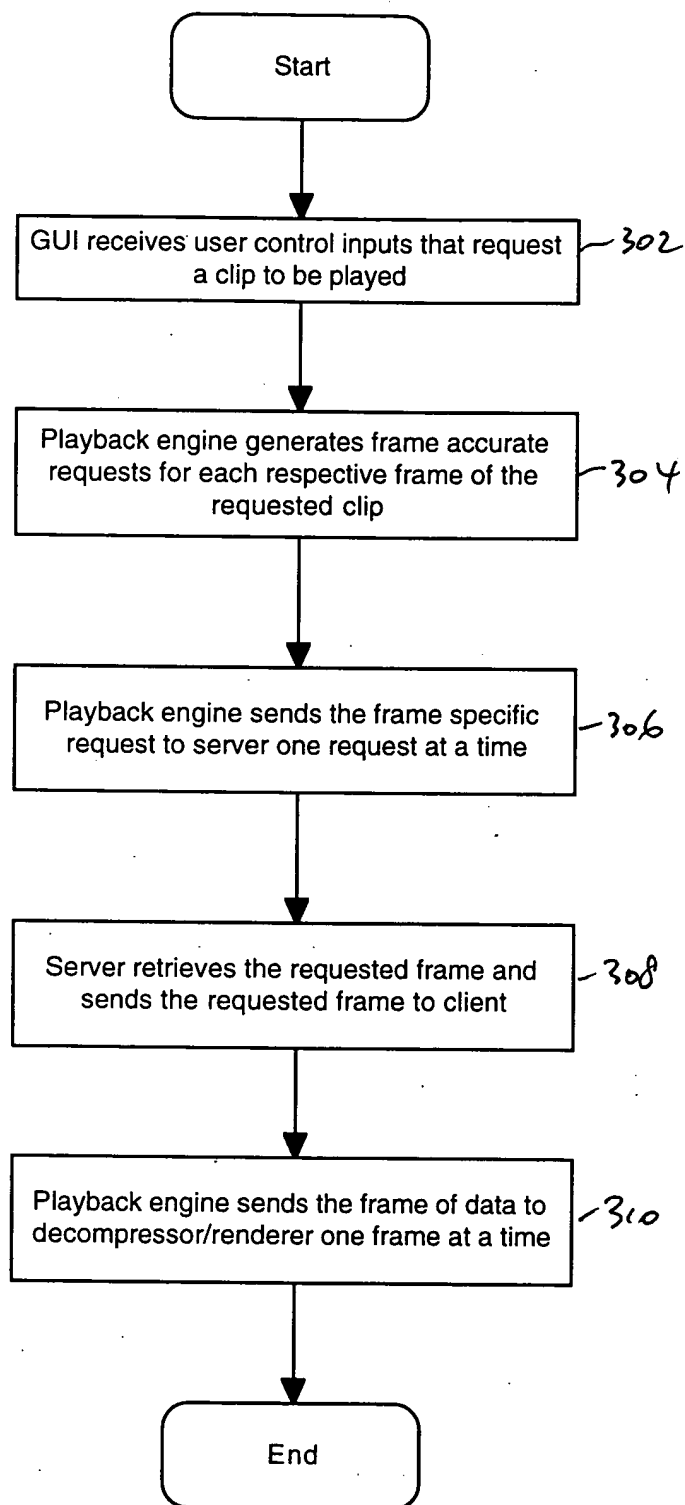 Start
GUI receives user control inputs that request
a clip to be played
302
Playback engine generates frame accurate
requests for each respective frame of the
requested clip
304
Playback engine sends the frame specific
request to server one request at a time
306
Server retrieves the requested frame and
sends the requested frame to client
308
Playback engine sends the frame of data to
decompressor/renderer one frame at a time
310
End